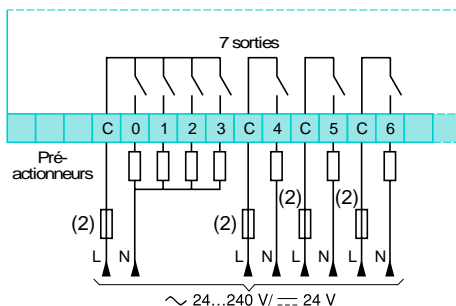 7 sorties
C 0 1 2 3 C 4 C 5 C 6
Pré-
actionneurs
(2) (2) (2) (2)
L N L N L N L N
∼ 24...240 V/ ⎓ 24 V